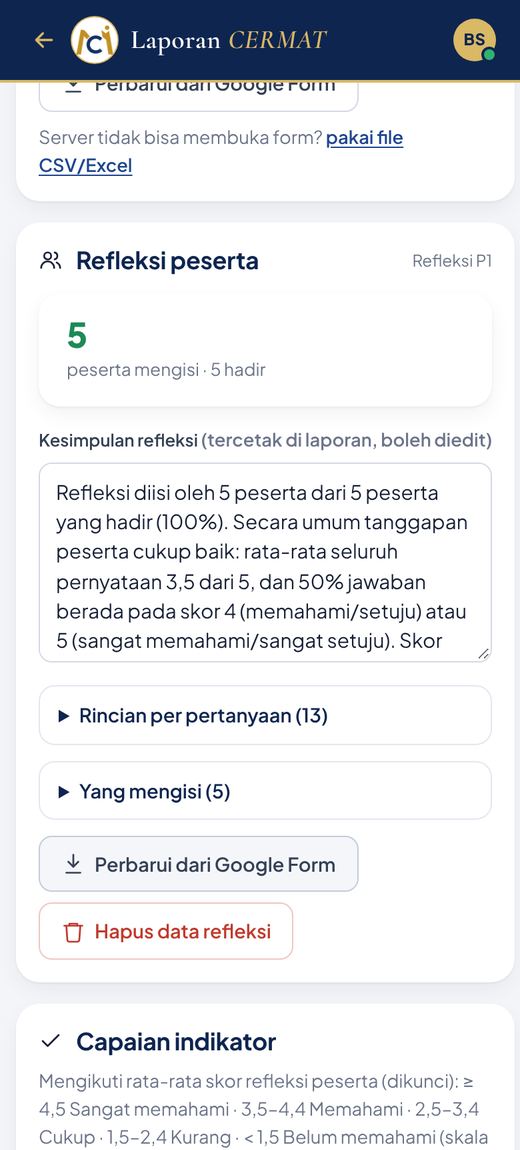 Laporan CERMAT
BS
Perbarui dari Google Form
Server tidak bisa membuka form? pakai file
CSV/Excel
Refleksi peserta
Refleksi P1
5
peserta mengisi · 5 hadir
Kesimpulan refleksi (tercetak di laporan, boleh diedit)
Refleksi diisi oleh 5 peserta dari 5 peserta
yang hadir (100%). Secara umum tanggapan
peserta cukup baik: rata-rata seluruh
pernyataan 3,5 dari 5, dan 50% jawaban
berada pada skor 4 (memahami/setuju) atau
5 (sangat memahami/sangat setuju). Skor
Rincian per pertanyaan (13)
Yang mengisi (5)
Perbarui dari Google Form
Hapus data refleksi
Capaian indikator
Mengikuti rata-rata skor refleksi peserta (dikunci): ≥
4,5 Sangat memahami · 3,5–4,4 Memahami · 2,5–3,4
Cukup · 1,5–2,4 Kurang · < 1,5 Belum memahami (skala